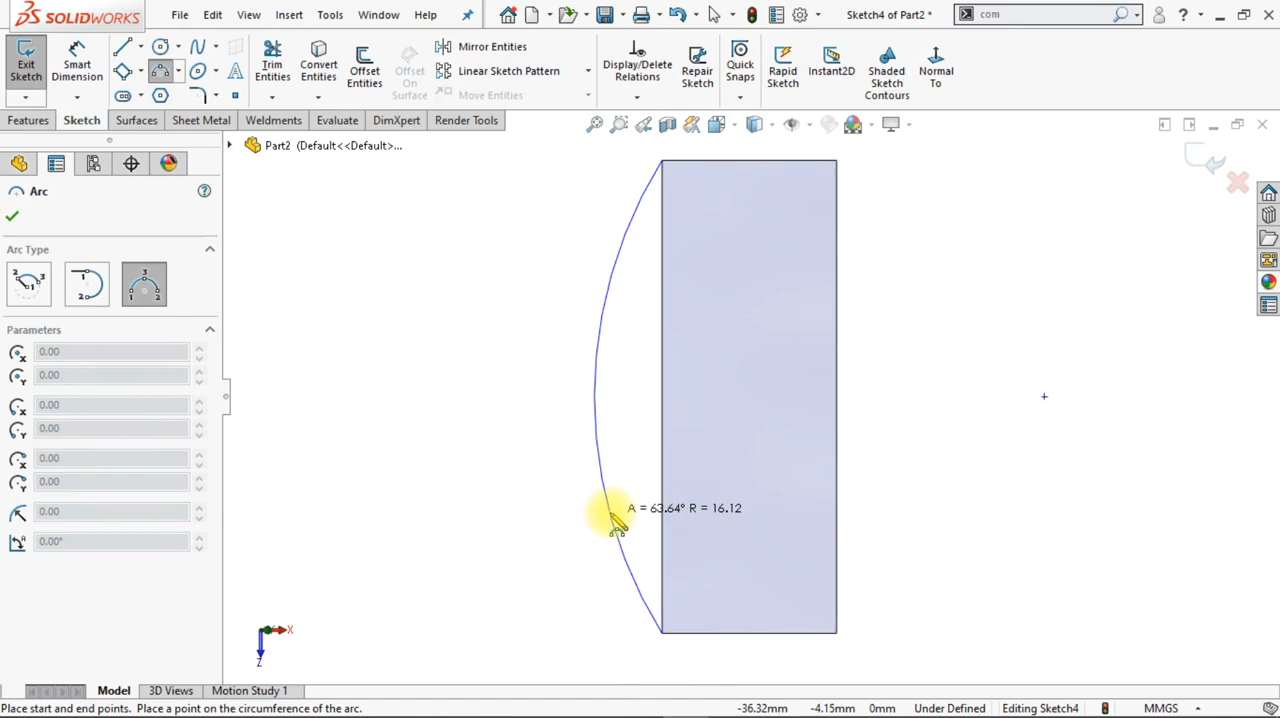 SOLIDWORKS File Edit View Insert Tools Window Help Sketch4 of Part2 * com ?
Exit Sketch
Smart Dimension
Trim Entities
Convert Entities
Offset Entities
Offset On Surface
Mirror Entities
Linear Sketch Pattern
Move Entities
Display/Delete Relations
Repair Sketch
Quick Snaps
Rapid Sketch
Instant2D
Shaded Sketch Contours
Normal To
Features Sketch Surfaces Sheet Metal Weldments Evaluate DimXpert Render Tools
Part2 (Default<<Default>...
Arc
Arc Type
Parameters
0.00
0.00
0.00
0.00
0.00
0.00
0.00
0.00°
A = 63.64° R = 16.12
X
Z
Model 3D Views Motion Study 1
Place start and end points. Place a point on the circumference of the arc. -36.32mm -4.15mm 0mm Under Defined Editing Sketch4 MMGS